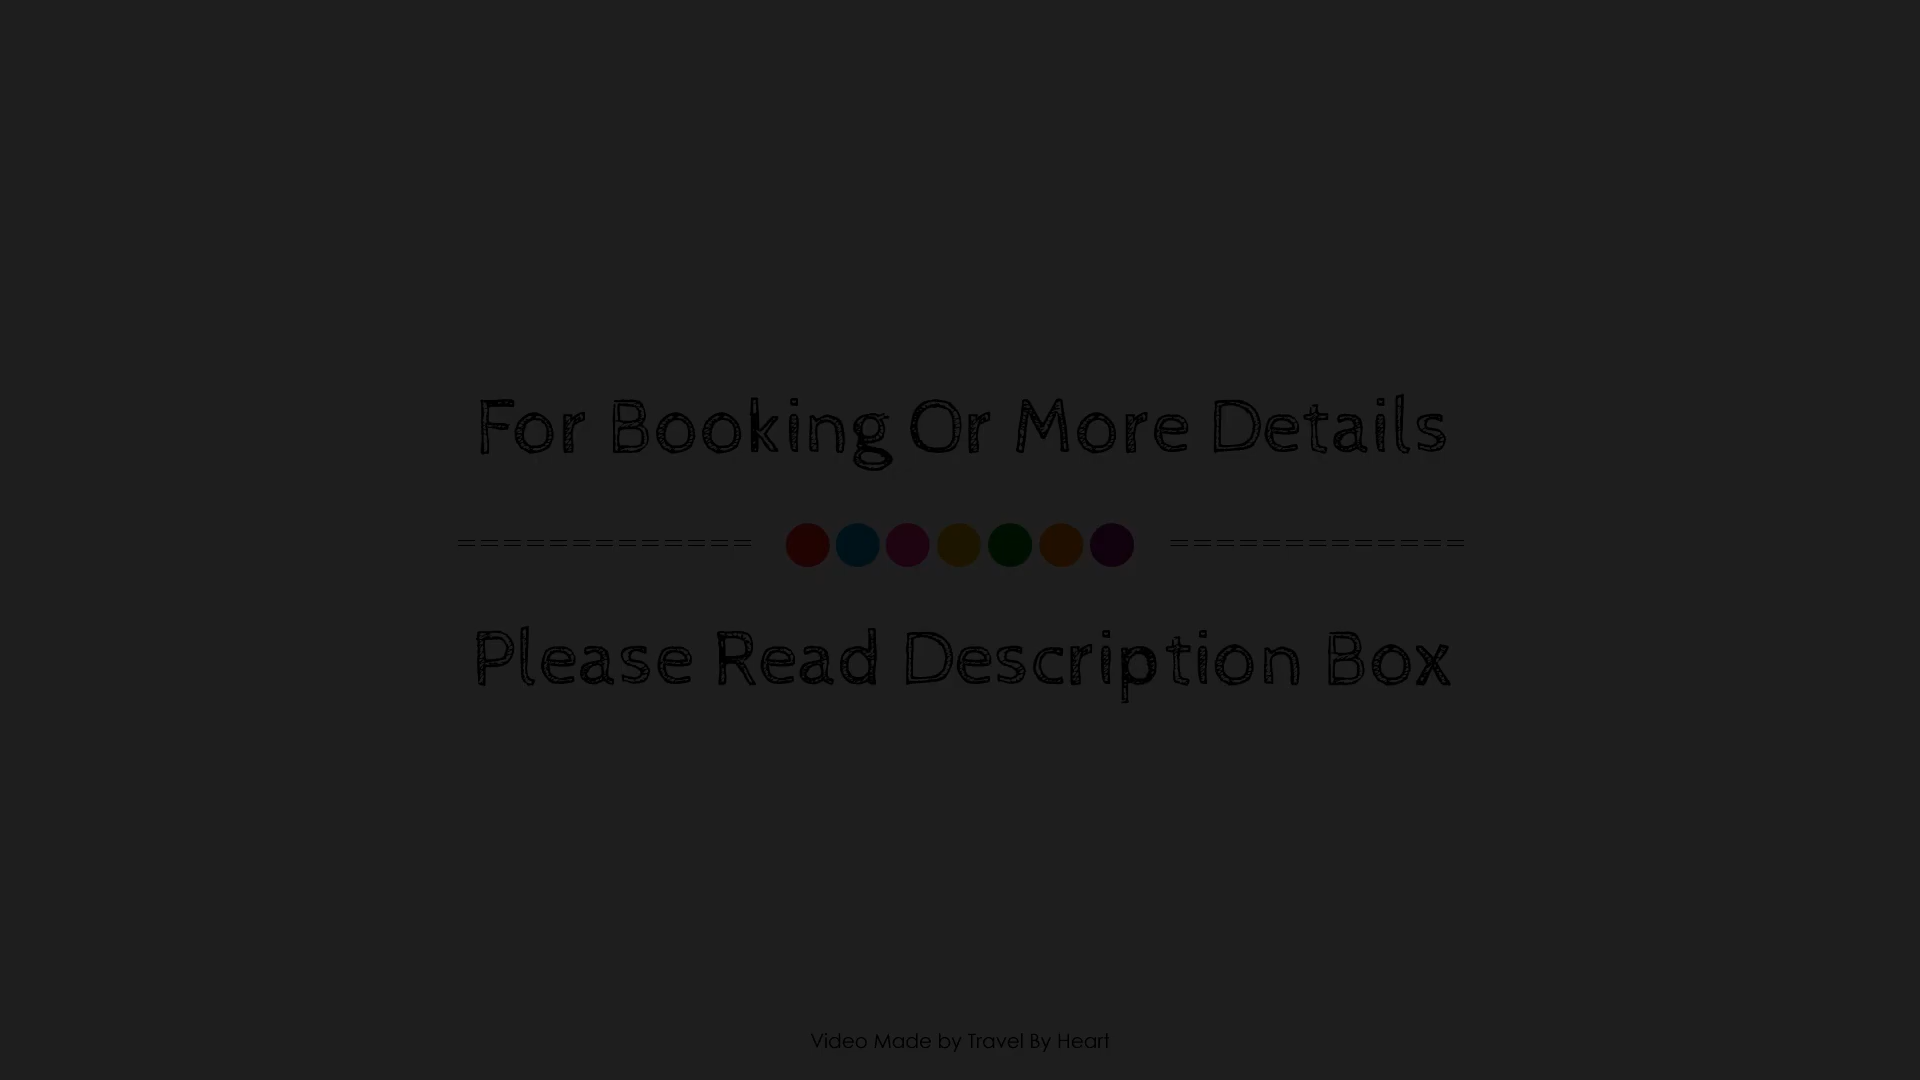 For Booking Or More Details
============= =============
Please Read Description Box
Video Made by Travel By Heart